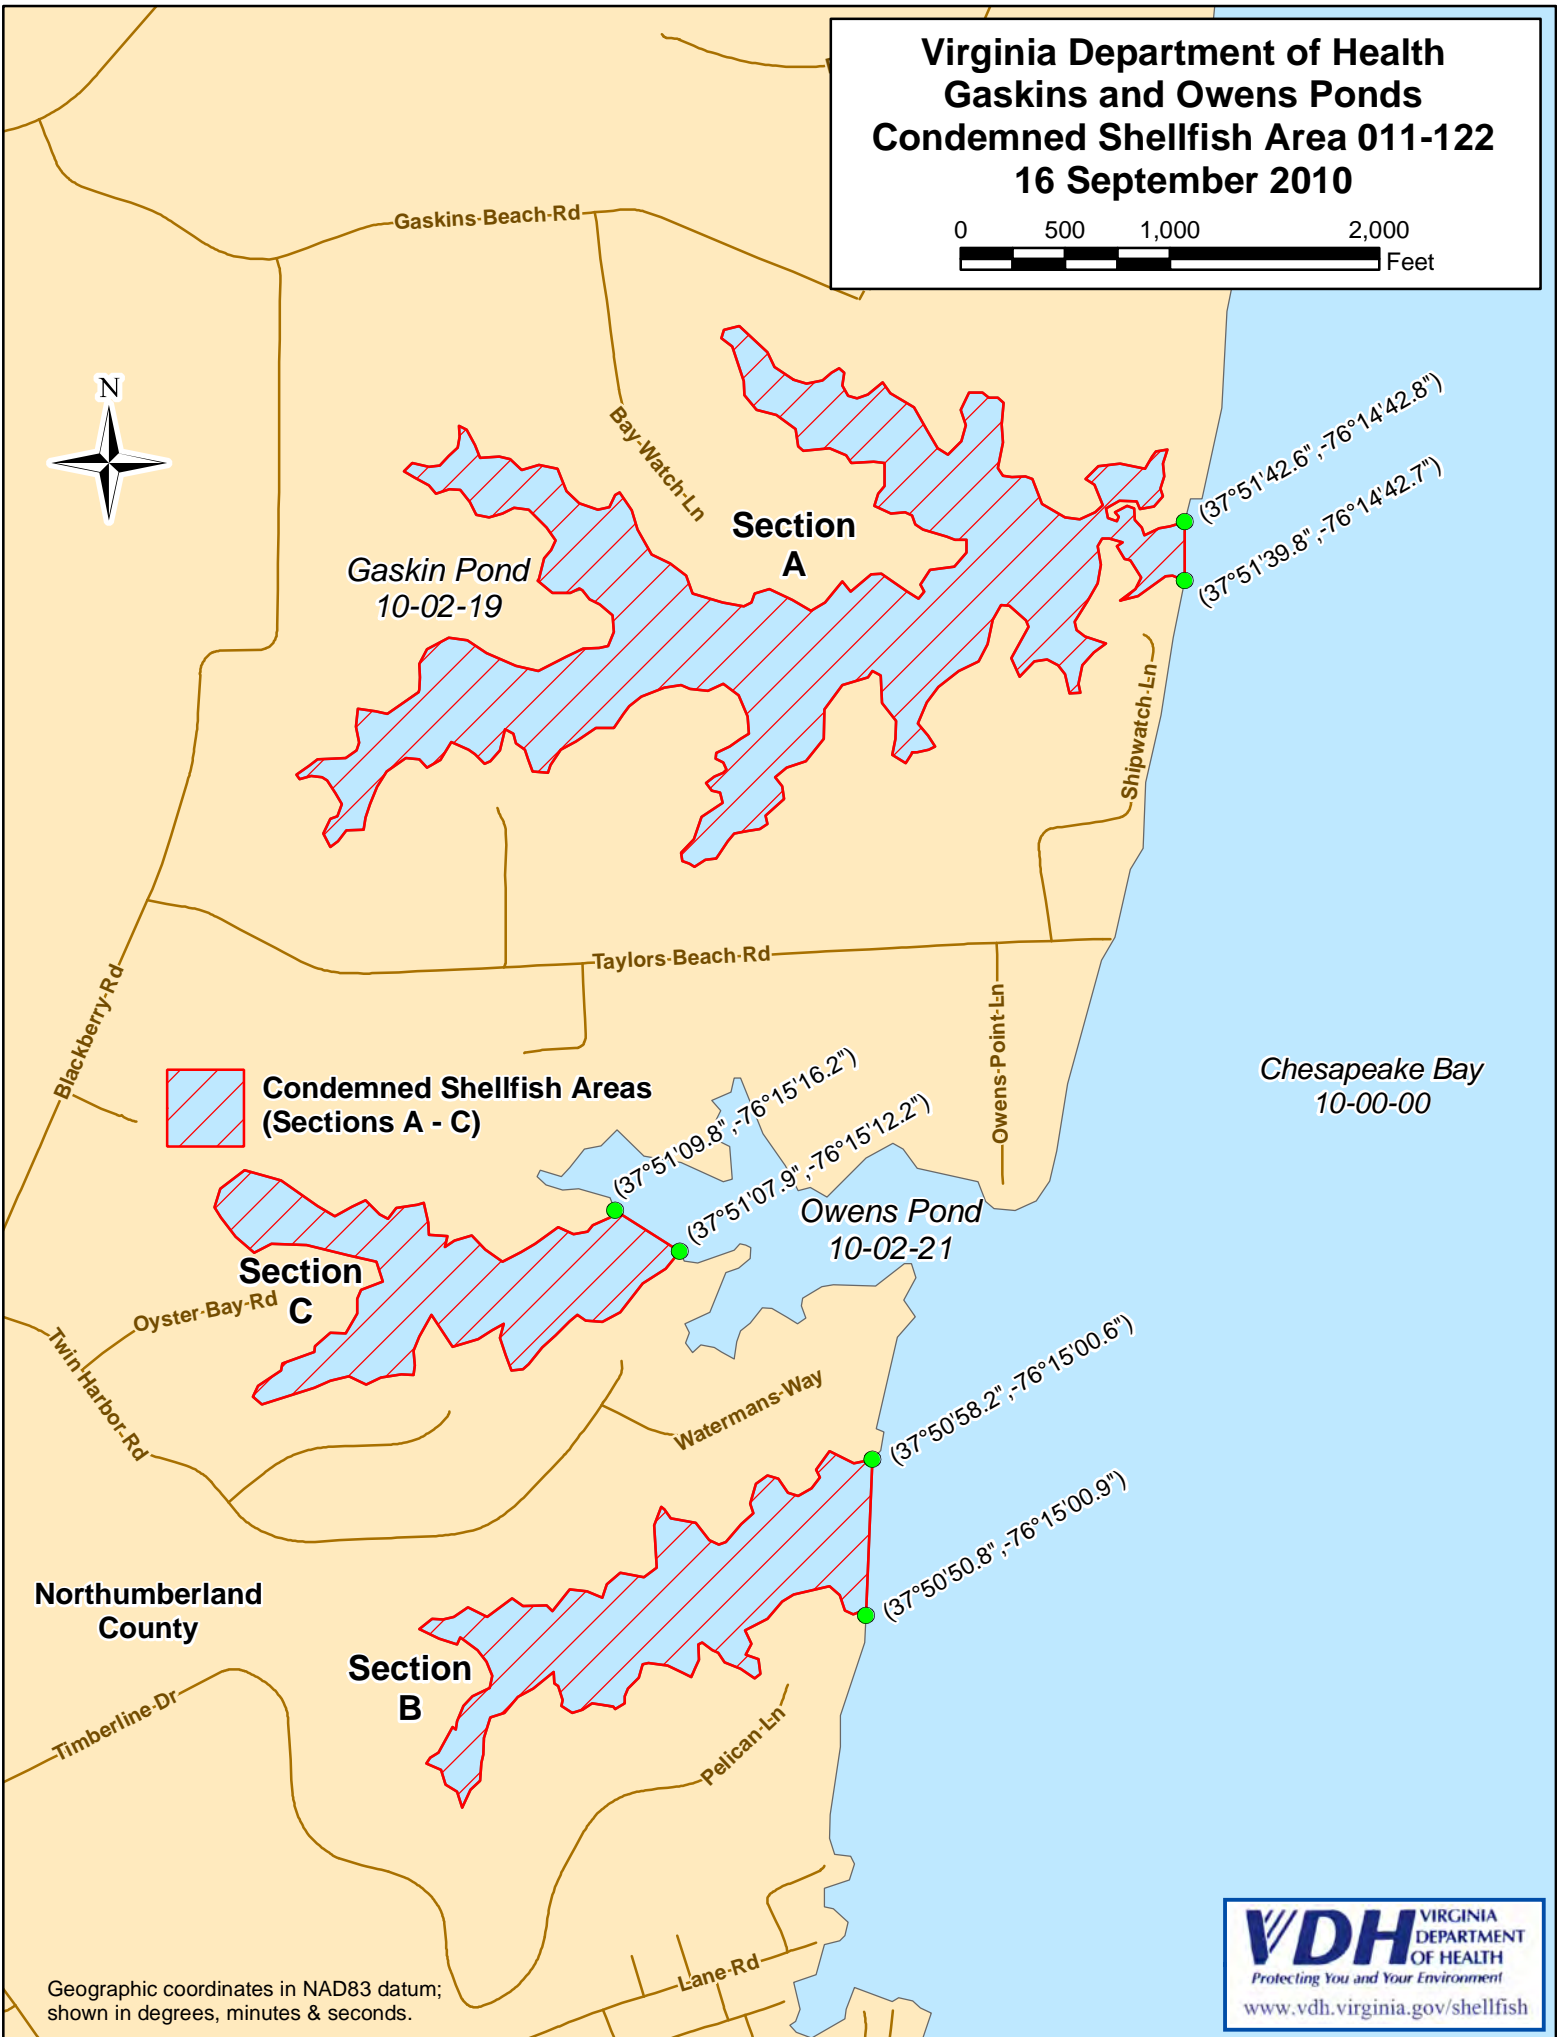 Virginia Department of Health
Gaskins and Owens Ponds
Condemned Shellfish Area 011-122
16 September 2010
0 500 1,000 2,000
Feet
Gaskins-Beach-Rd
N
Bay-Watch-Ln
(37°51'42.6",-76°14'42.8")
(37°51'39.8",-76°14'42.7")
Section
A
Gaskin Pond
10-02-19
Shipwatch-Ln
Taylors-Beach-Rd
Blackberry-Rd
Owens-Point-Ln
Chesapeake Bay
10-00-00
Condemned Shellfish Areas
(Sections A - C)
(37°51'09.8",-76°15'16.2")
(37°51'07.9",-76°15'12.2")
Owens Pond
10-02-21
Section
C
Oyster-Bay-Rd
Twin-Harbor-Rd
Watermans-Way
(37°50'58.2",-76°15'00.6")
(37°50'50.8",-76°15'00.9")
Northumberland
County
Section
B
Timberline-Dr
Pelican-Ln
Lane-Rd
Geographic coordinates in NAD83 datum;
shown in degrees, minutes & seconds.
VDH VIRGINIA
DEPARTMENT
OF HEALTH
Protecting You and Your Environment
www.vdh.virginia.gov/shellfish